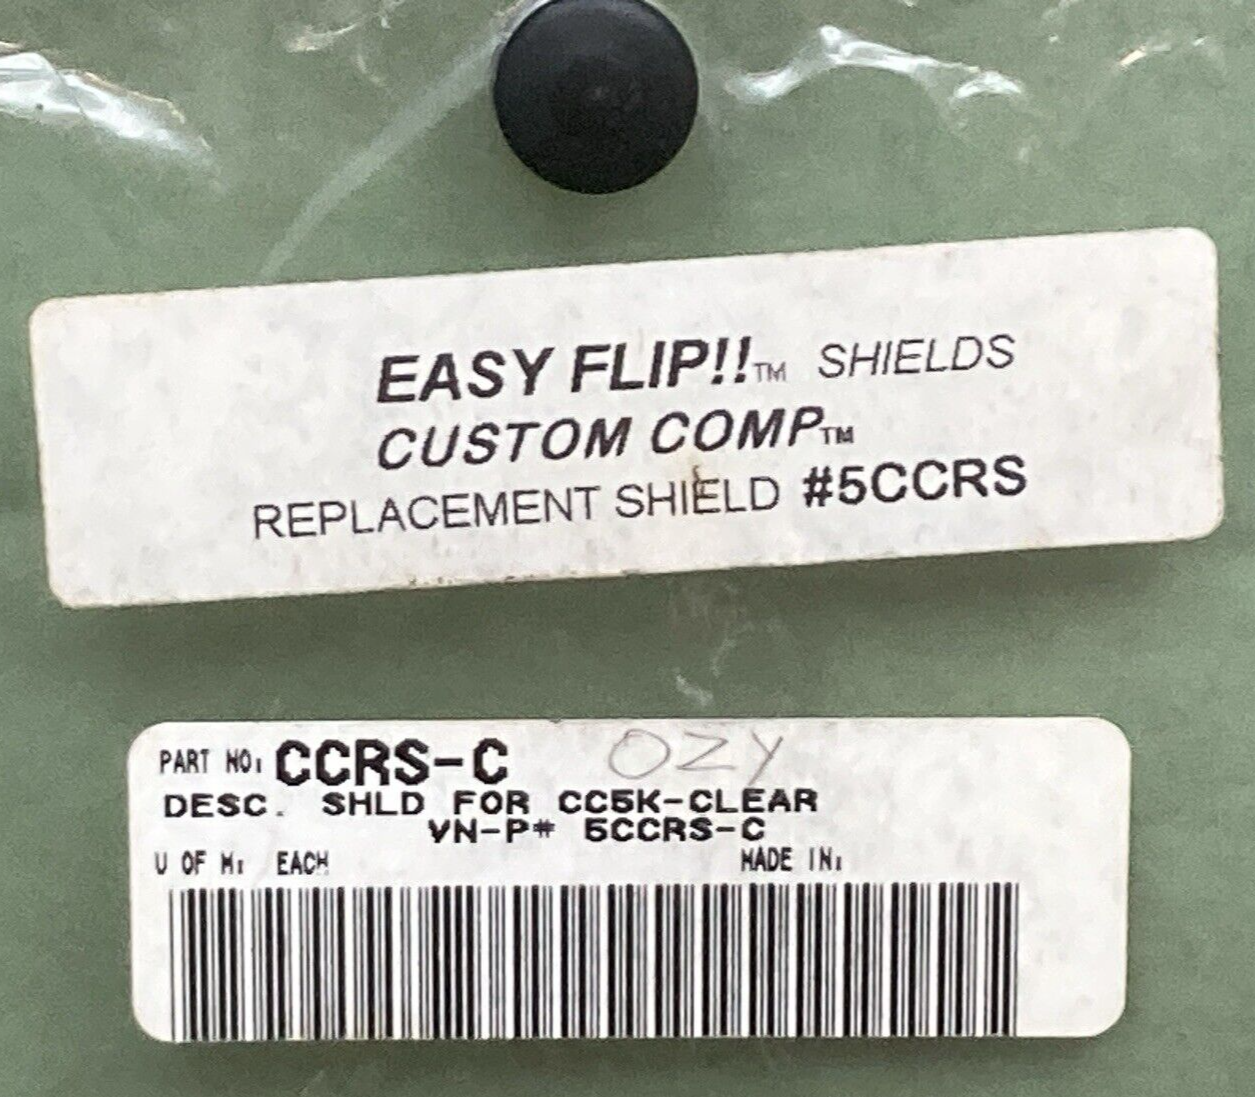 EASY FLIP!!™ SHIELDS
CUSTOM COMP™
REPLACEMENT SHIELD #5CCRS
PART NO: CCRS-C OZY
DESC. SHLD FOR CC5K-CLEAR
VN-P# 5CCRS-C
U OF M: EACH MADE IN: